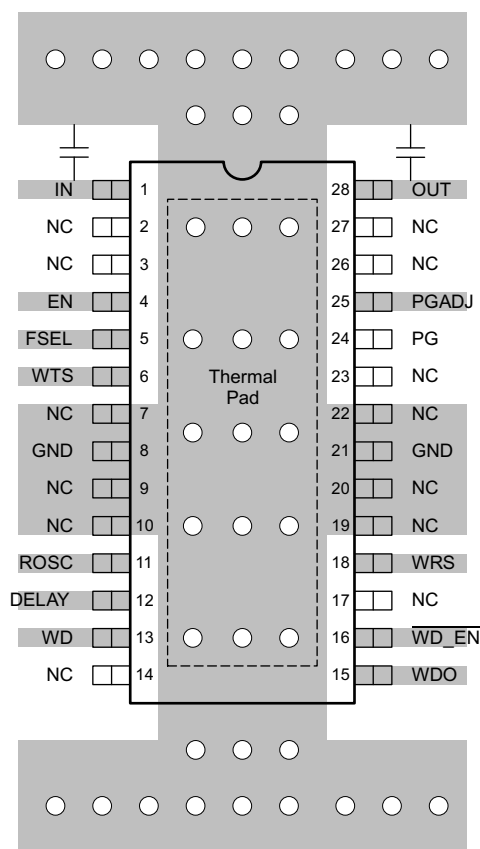 IN 1 28 OUT
NC 2 27 NC
NC 3 26 NC
EN 4 25 PGADJ
FSEL 5 24 PG
WTS 6 23 NC
Thermal
Pad
NC 7 22 NC
GND 8 21 GND
NC 9 20 NC
NC 10 19 NC
ROSC 11 18 WRS
DELAY 12 17 NC
WD 13 16 WD_EN
NC 14 15 WDO